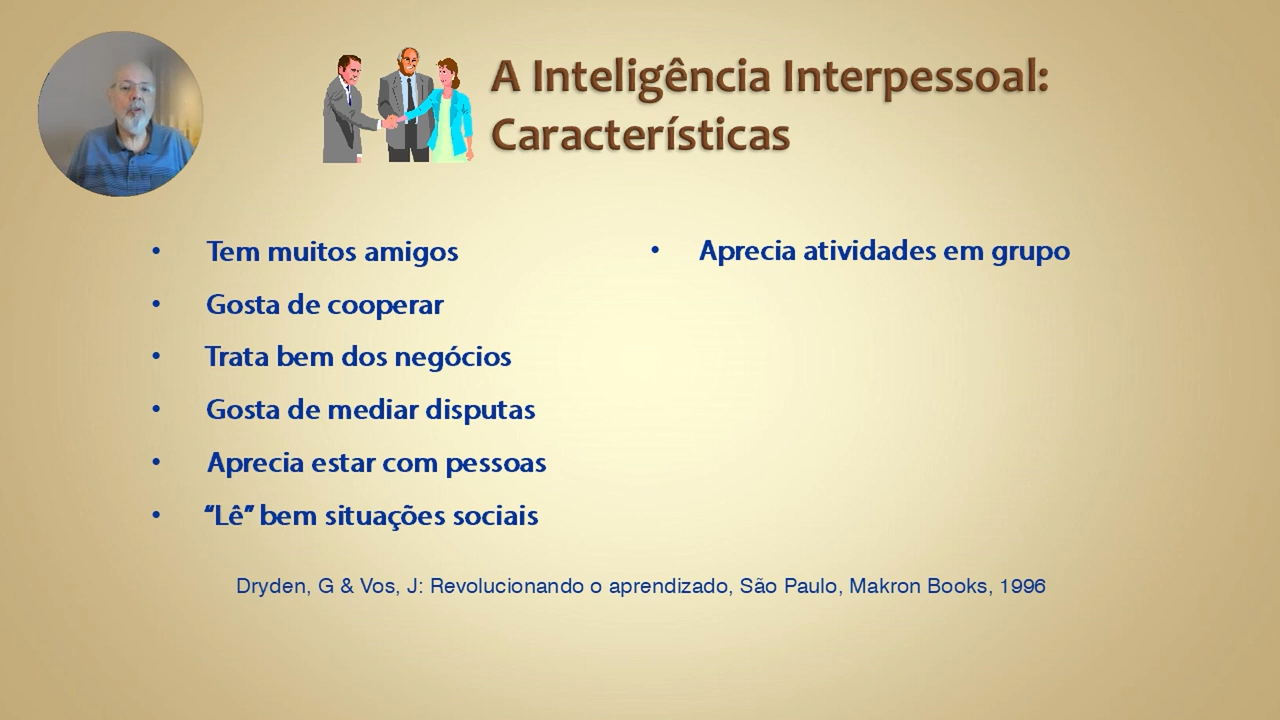 A Inteligência Interpessoal:
Características
• Tem muitos amigos
• Gosta de cooperar
• Trata bem dos negócios
• Gosta de mediar disputas
• Aprecia estar com pessoas
• “Lê” bem situações sociais
• Aprecia atividades em grupo
Dryden, G & Vos, J: Revolucionando o aprendizado, São Paulo, Makron Books, 1996